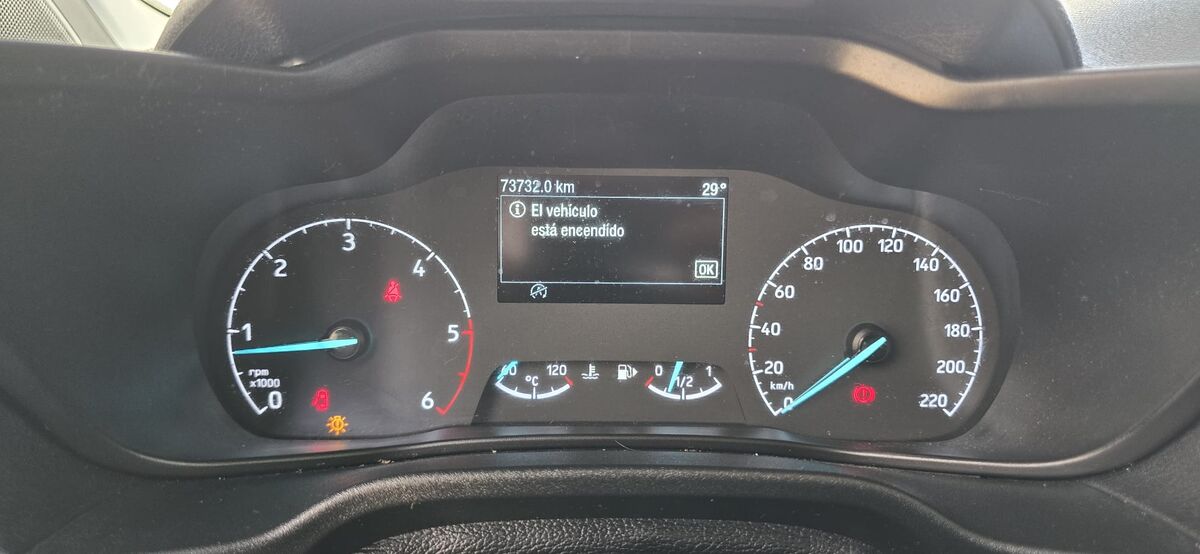 73732.0 km 29°
i El vehículo
está encendido
OK
0 1 2 3 4 5 6
rpm
x1000
120
°C
0 1/2 1
0 20 40 60 80 100 120 140 160 180 200 220
km/h